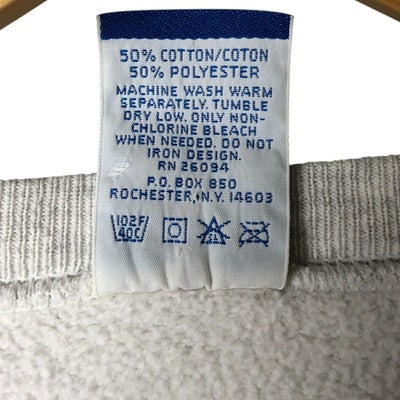 50% COTTON/COTON
50% POLYESTER
MACHINE WASH WARM
SEPARATELY. TUMBLE
DRY LOW. ONLY NON-
CHLORINE BLEACH
WHEN NEEDED. DO NOT
IRON DESIGN.
RN 26094
P.O. BOX 850
ROCHESTER, N.Y. 14603
102F
40C
CL